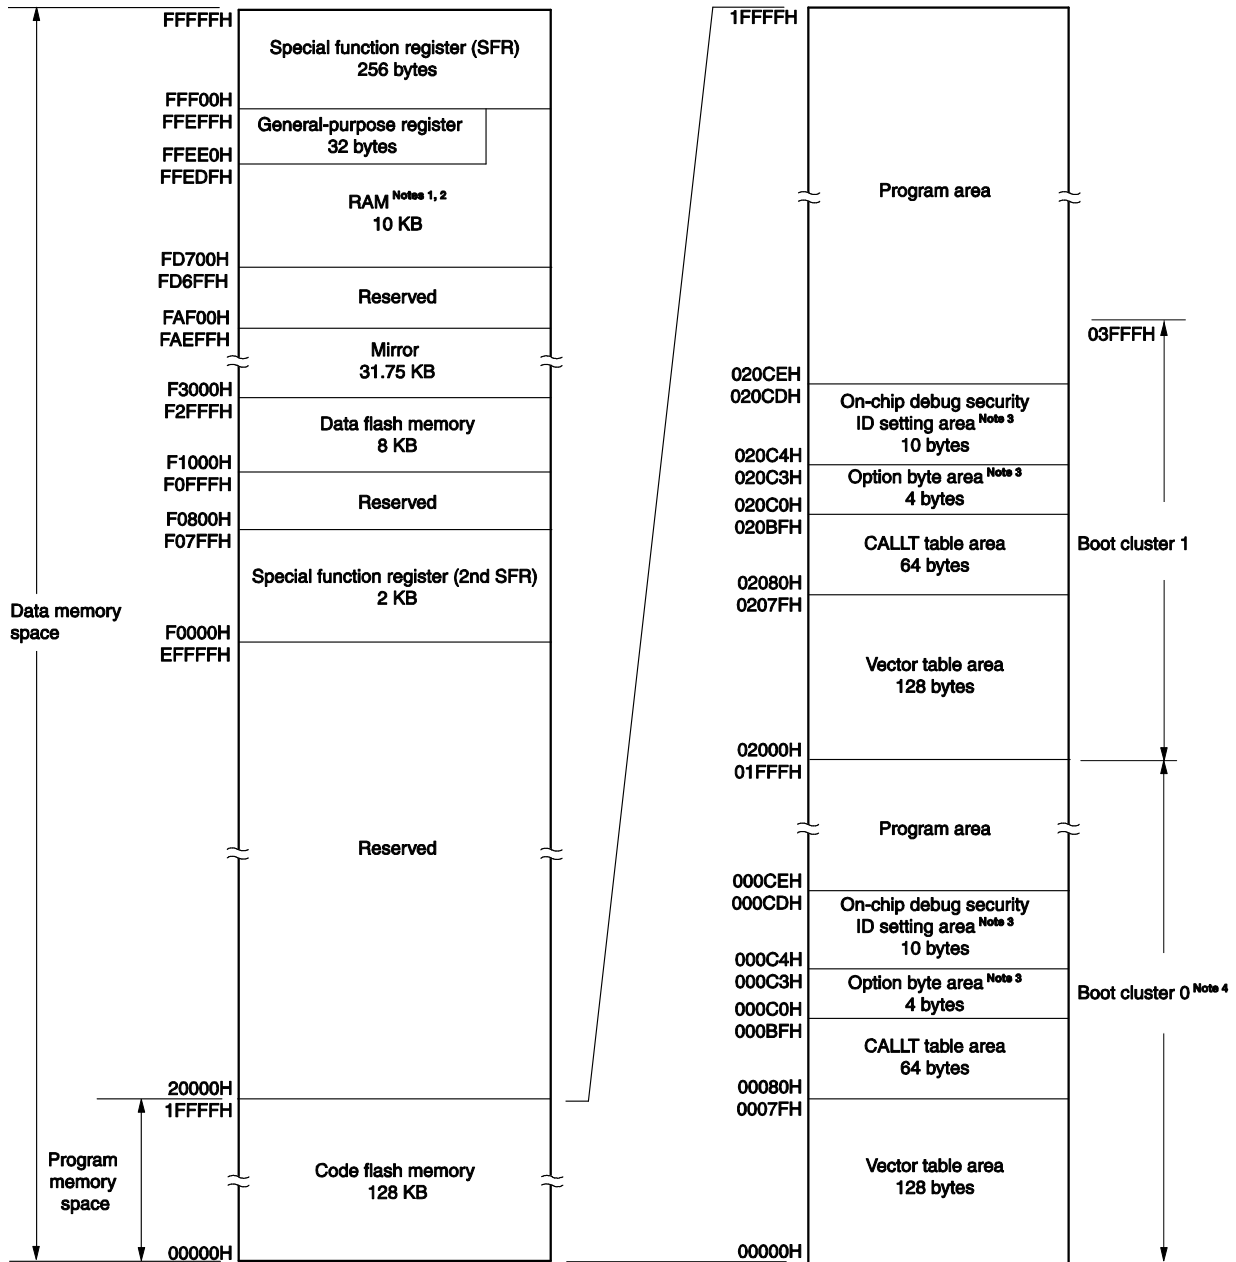 FFFFFH
Special function register (SFR)
256 bytes
FFF00H
FFEFFH
General-purpose register
32 bytes
FFEE0H
FFEDFH
RAM Notes 1, 2
10 KB
FD700H
FD6FFH
Reserved
FAF00H
FAEFFH
Mirror
31.75 KB
F3000H
F2FFFH
Data flash memory
8 KB
F1000H
F0FFFH
Reserved
F0800H
F07FFH
Special function register (2nd SFR)
2 KB
F0000H
EFFFFH
Data memory
space
Reserved
20000H
1FFFFH
Program
memory
space
Code flash memory
128 KB
00000H
1FFFFH
Program area
03FFFH
020CEH
020CDH
On-chip debug security
ID setting area Note 3
10 bytes
020C4H
020C3H
Option byte area Note 3
4 bytes
020C0H
020BFH
CALLT table area
64 bytes
Boot cluster 1
02080H
0207FH
Vector table area
128 bytes
02000H
01FFFH
Program area
000CEH
000CDH
On-chip debug security
ID setting area Note 3
10 bytes
000C4H
000C3H
Option byte area Note 3
4 bytes
Boot cluster 0 Note 4
000C0H
000BFH
CALLT table area
64 bytes
00080H
0007FH
Vector table area
128 bytes
00000H